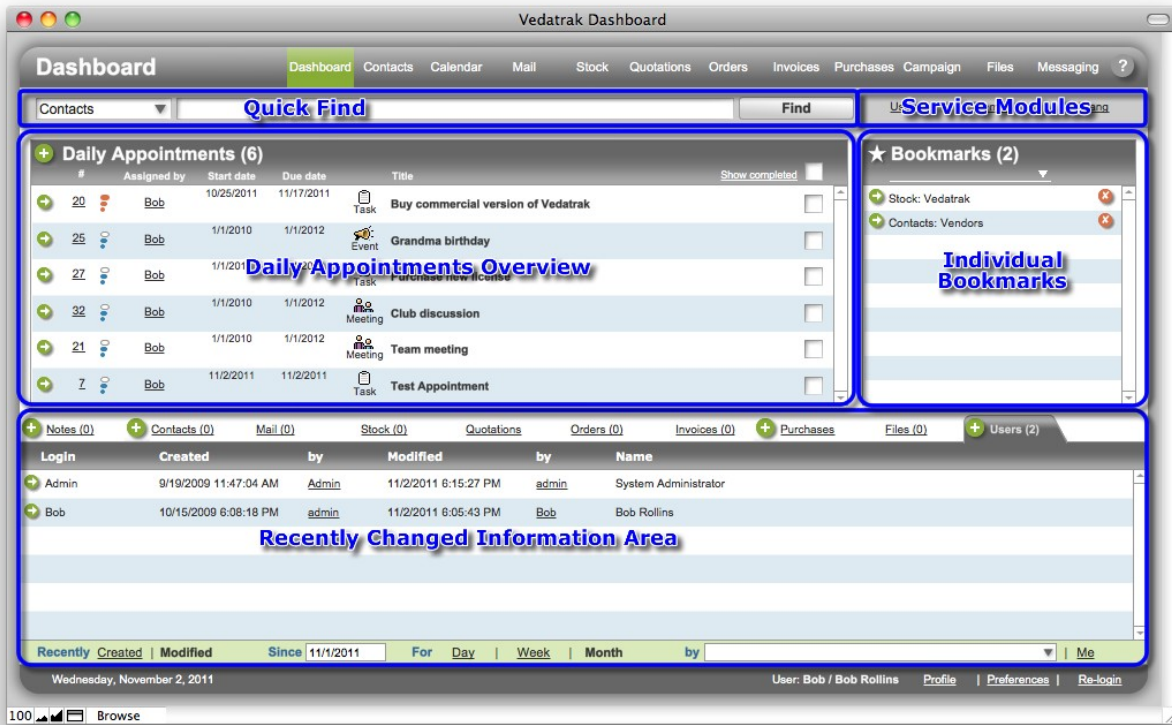 Vedatrak Dashboard
Dashboard
Dashboard Contacts Calendar Mail Stock Quotations Orders Invoices Purchases Campaign Files Messaging ?
Contacts Quick Find Find Service Modules
Daily Appointments (6)
# Assigned by Start date Due date Title Show completed
20 Bob 10/25/2011 11/17/2011 Task Buy commercial version of Vedatrak
25 Bob 1/1/2010 1/1/2012 Event Grandma birthday
Daily Appointments Overview
27 Bob Task Purchase new license
32 Bob 1/1/2010 1/1/2012 Meeting Club discussion
21 Bob 1/1/2010 1/1/2012 Meeting Team meeting
7 Bob 11/2/2011 11/2/2011 Task Test Appointment
Bookmarks (2)
Stock: Vedatrak
Contacts: Vendors
Individual
Bookmarks
Notes (0) Contacts (0) Mail (0) Stock (0) Quotations Orders (0) Invoices (0) Purchases Files (0) Users (2)
Login Created by Modified by Name
Admin 9/19/2009 11:47:04 AM Admin 11/2/2011 6:15:27 PM admin System Administrator
Bob 10/15/2009 6:08:18 PM admin 11/2/2011 6:05:43 PM Bob Bob Rollins
Recently Changed Information Area
Recently Created | Modified Since 11/1/2011 For Day | Week | Month by | Me
Wednesday, November 2, 2011 User: Bob / Bob Rollins Profile | Preferences | Re-login
100 Browse